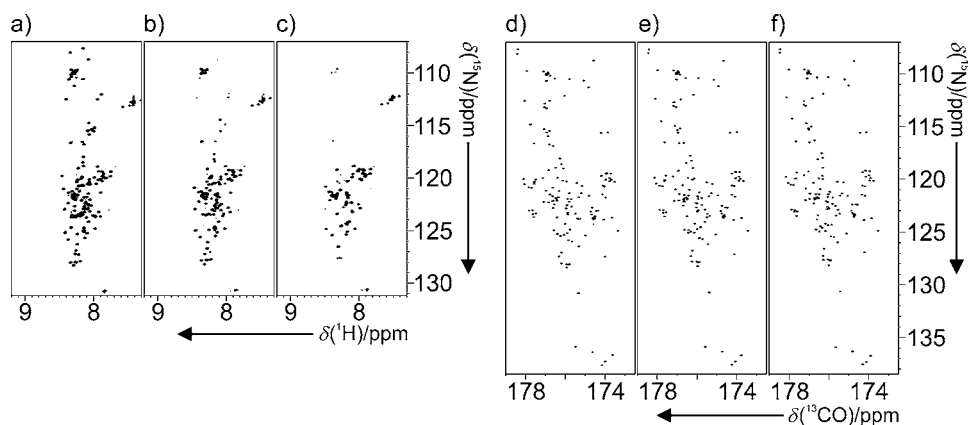 a) b) c)
110
115
120
125
130
δ(¹⁵N)/ppm
9 8 9 8 9 8
δ(¹H)/ppm
d) e) f)
110
115
120
125
130
135
δ(¹⁵N)/ppm
178 174 178 174 178 174
δ(¹³CO)/ppm